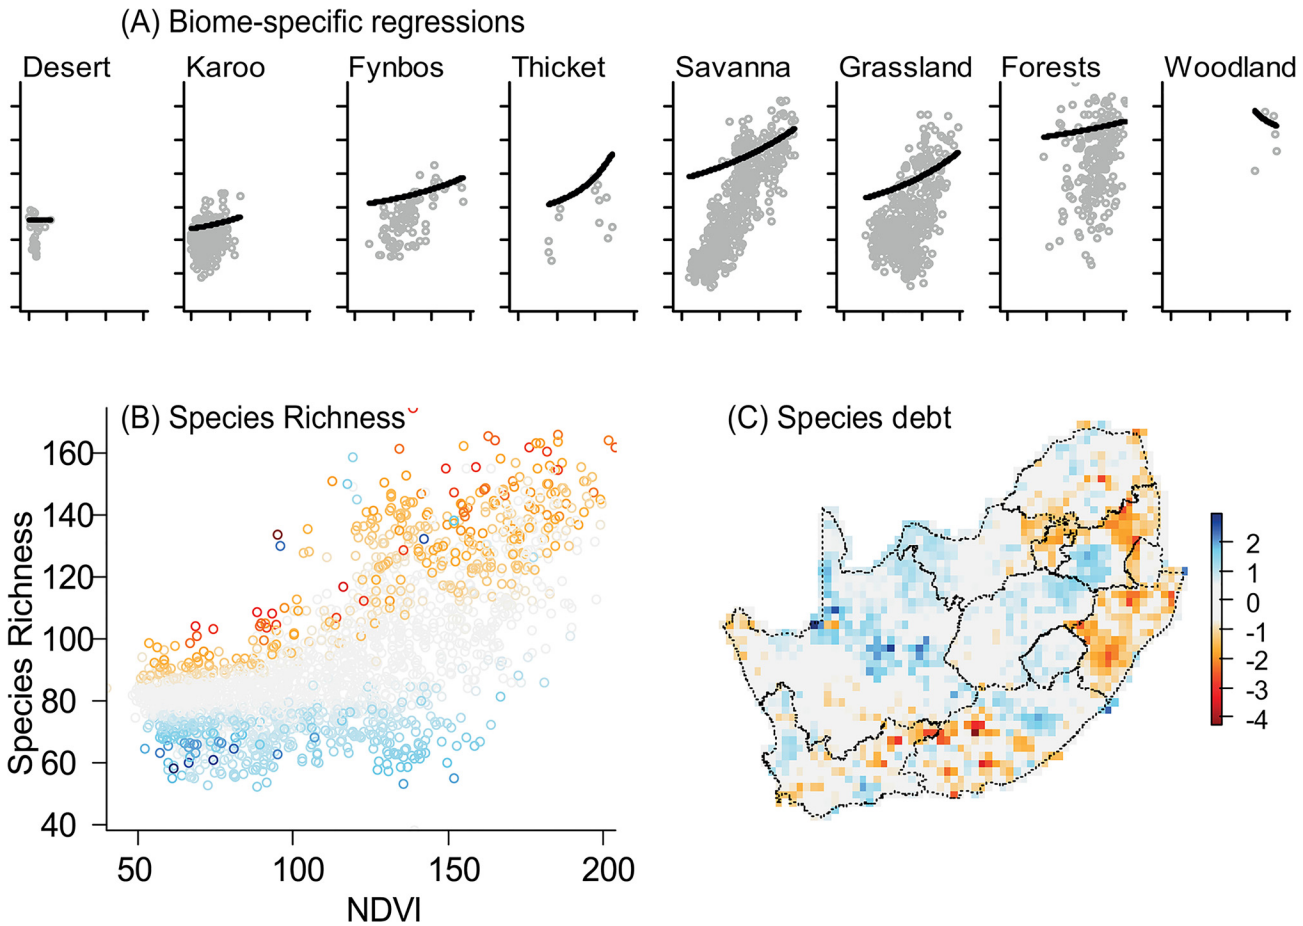 (A) Biome-specific regressions
Desert Karoo Fynbos Thicket Savanna Grassland Forests Woodland
(B) Species Richness
Species Richness
160
140
120
100
80
60
40
50 100 150 200
NDVI
(C) Species debt
2
1
0
-1
-2
-3
-4